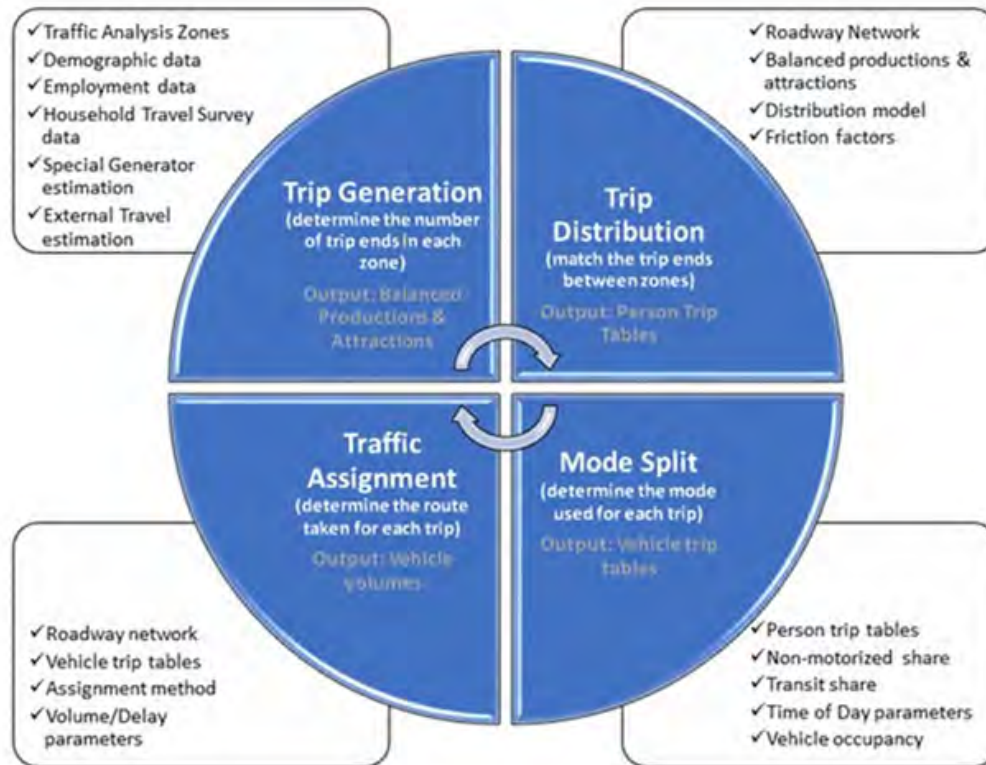 ✓Traffic Analysis Zones
✓Demographic data
✓Employment data
✓Household Travel Survey
data
✓Special Generator
estimation
✓External Travel
estimation
✓Roadway Network
✓Balanced productions &
attractions
✓Distribution model
✓Friction factors
Trip Generation
(determine the number
of trip ends in each
zone)
Output: Balanced
Productions &
Attractions
Trip
Distribution
(match the trip ends
between zones)
Output: Person Trip
Tables
Traffic
Assignment
(determine the route
taken for each trip)
Output: Vehicle
volumes
Mode Split
(determine the mode
used for each trip)
Output: Vehicle trip
tables
✓Roadway network
✓Vehicle trip tables
✓Assignment method
✓Volume/Delay
parameters
✓Person trip tables
✓Non-motorized share
✓Transit share
✓Time of Day parameters
✓Vehicle occupancy